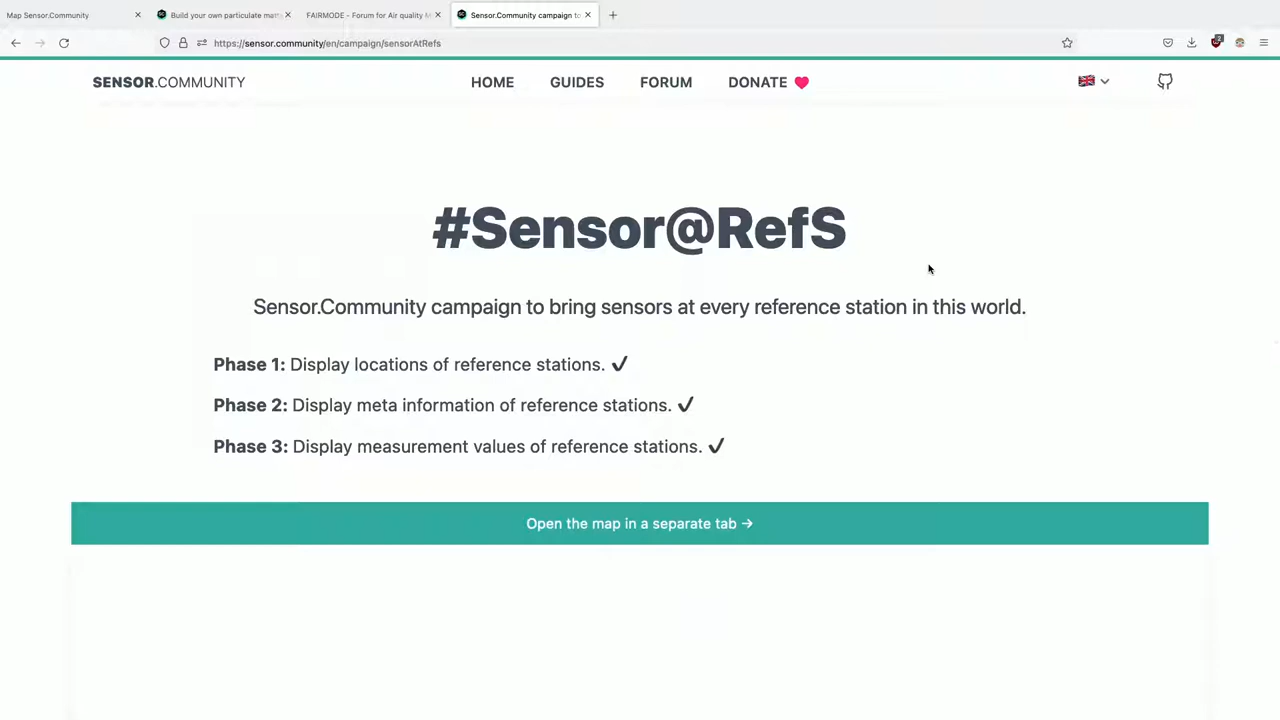 Map Sensor.Community
Build your own particulate matt
FAIRMODE - Forum for Air quality M
Sensor.Community campaign to
https://sensor.community/en/campaign/sensorAtRefs
SENSOR.COMMUNITY
HOME
GUIDES
FORUM
DONATE
#Sensor@RefS
Sensor.Community campaign to bring sensors at every reference station in this world.
Phase 1: Display locations of reference stations. ✓
Phase 2: Display meta information of reference stations. ✓
Phase 3: Display measurement values of reference stations. ✓
Open the map in a separate tab →